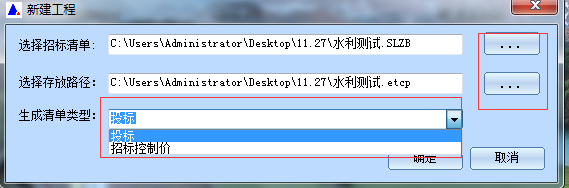 新建工程
选择招标清单: C:\Users\Administrator\Desktop\11.27\水利测试.SLZB ...
选择存放路径: C:\Users\Administrator\Desktop\11.27\水利测试.etcp ...
生成清单类型: 投标
投标
招标控制价
确定 取消